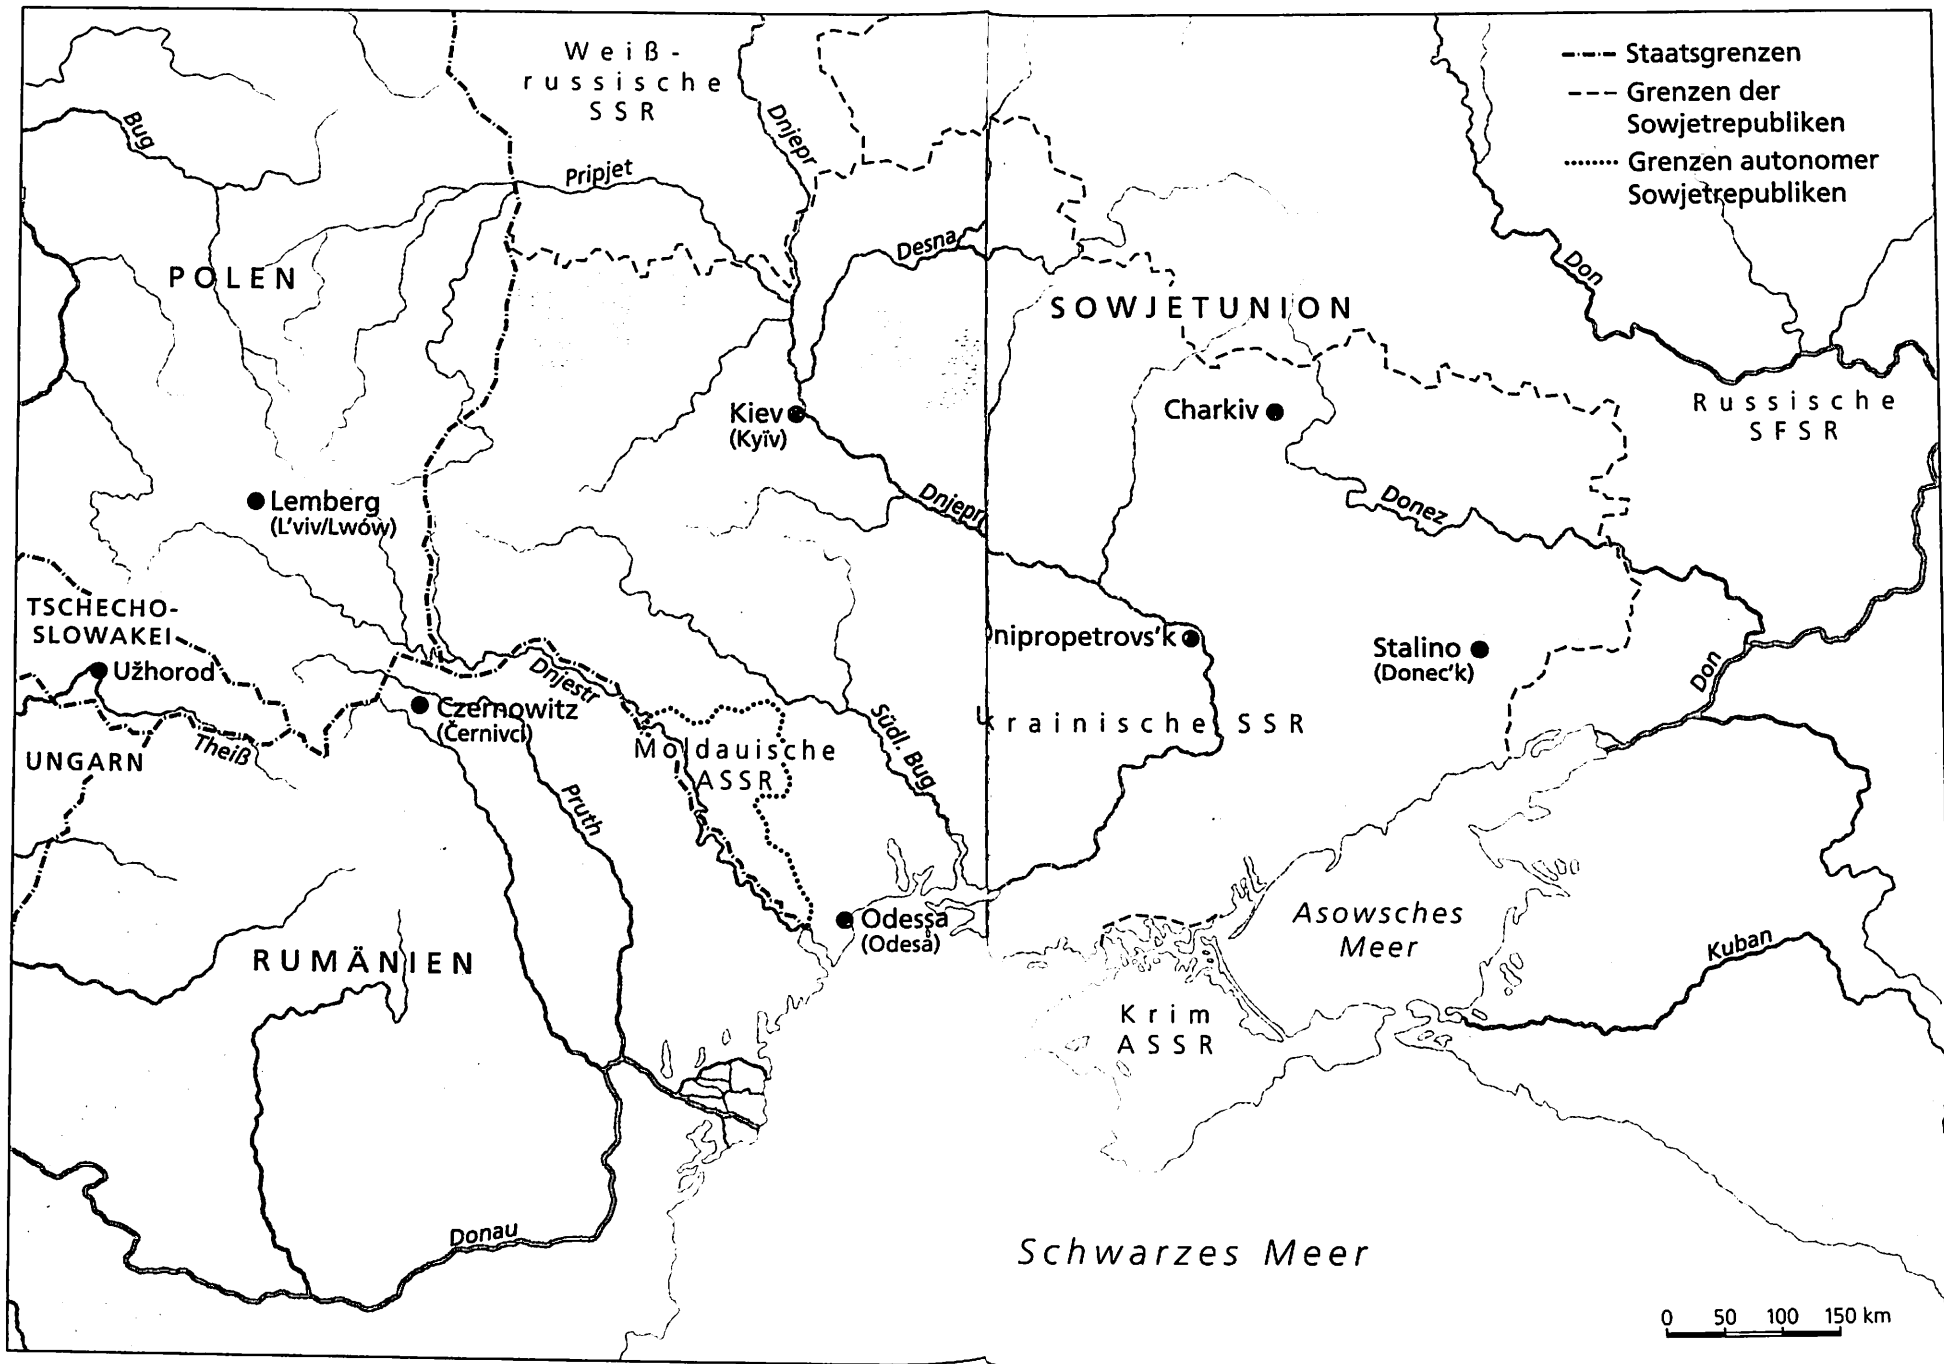 Weiß-
russische
SSR
Staatsgrenzen
Grenzen der
Sowjetrepubliken
Grenzen autonomer
Sowjetrepubliken
Bug
Dnjepr
Pripjet
Desna
POLEN
SOWJETUNION
Don
Russische
SFSR
Kiev
(Kyïv)
Charkiv
Lemberg
(L'viv/Lwów)
Dnjepr
Donez
TSCHECHO-
SLOWAKEI
Užhorod
nipropetrovs'k
Stalino
(Donec'k)
Don
Dnjestr
Czernowitz
(Černivci)
Südl. Bug
krainische SSR
Theiß
UNGARN
Moldauische
ASSR
Pruth
Odessa
(Odesa)
Asowsches
Meer
Kuban
RUMÄNIEN
Krim
ASSR
Donau
Schwarzes Meer
0 50 100 150 km